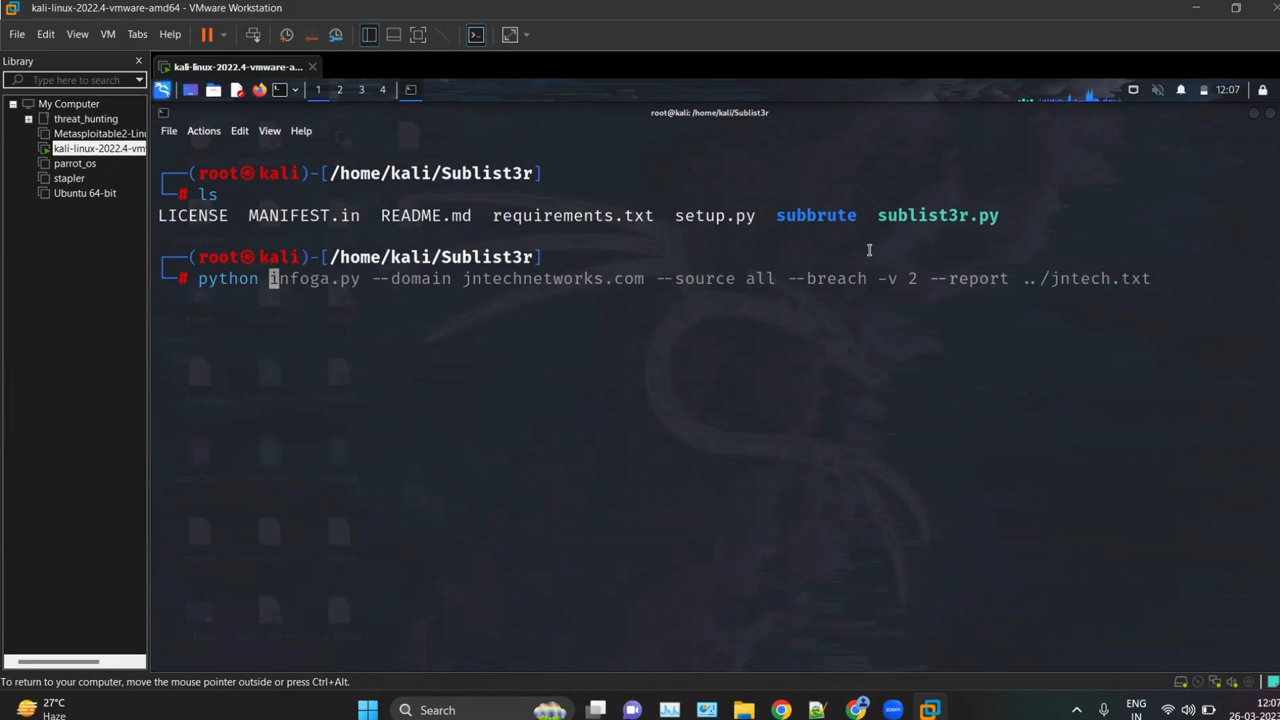 kali-linux-2022.4-vmware-amd64 - VMware Workstation
File Edit View VM Tabs Help
Library
Type here to search
My Computer
threat_hunting
Metasploitable2-Linu
kali-linux-2022.4-vm
parrot_os
stapler
Ubuntu 64-bit
kali-linux-2022.4-vmware-a...
1 2 3 4
12:07
root@kali: /home/kali/Sublist3r
File Actions Edit View Help
┌──(root㉿kali)-[/home/kali/Sublist3r]
└─# ls
LICENSE MANIFEST.in README.md requirements.txt setup.py subbrute sublist3r.py
┌──(root㉿kali)-[/home/kali/Sublist3r]
└─# python infoga.py --domain jntechnetworks.com --source all --breach -v 2 --report ../jntech.txt
To return to your computer, move the mouse pointer outside or press Ctrl+Alt.
27°C
Haze
Search
ENG
IN
12:07
26-03-202